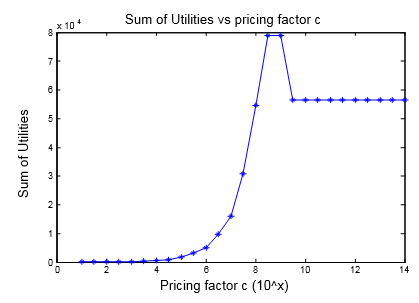 Sum of Utilities vs pricing factor c
x 10^4
8
7
6
5
4
3
2
1
0
Sum of Utilities
0 2 4 6 8 10 12 14
Pricing factor c (10^x)